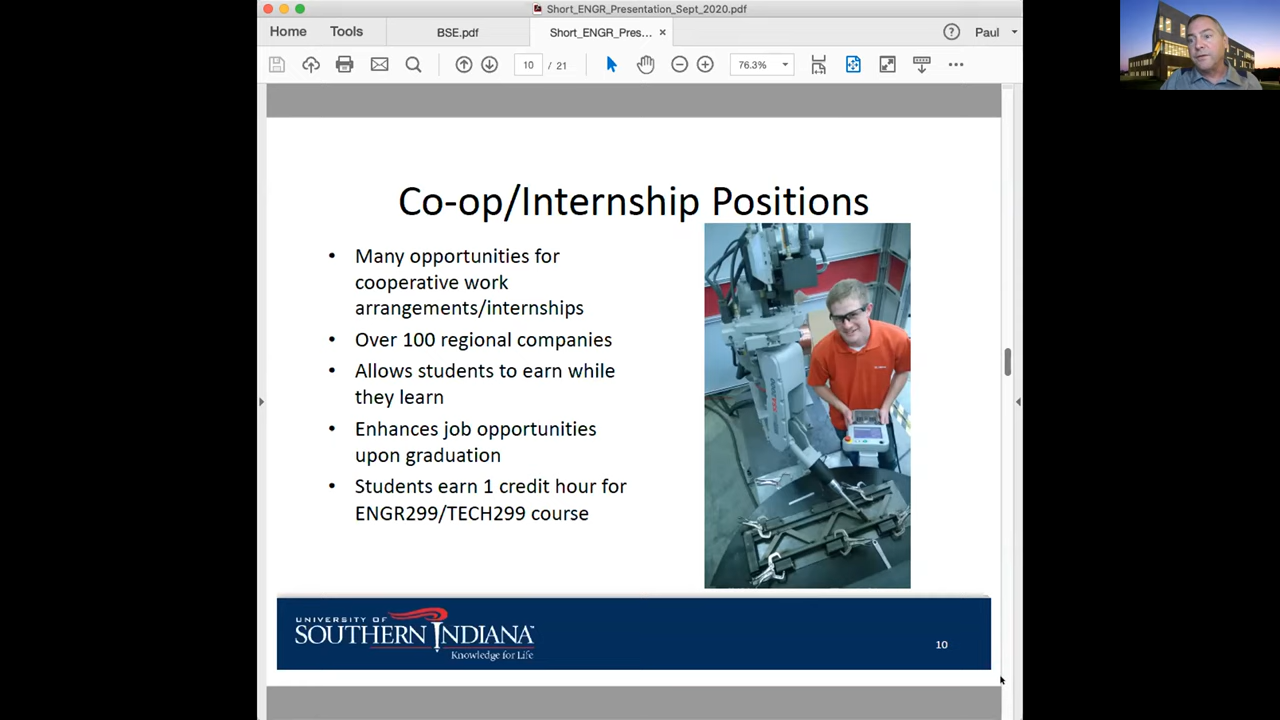 Short_ENGR_Presentation_Sept_2020.pdf
Home Tools BSE.pdf Short_ENGR_Pres... × ? Paul
10 / 21 76.3%
Co-op/Internship Positions
• Many opportunities for
cooperative work
arrangements/internships
• Over 100 regional companies
• Allows students to earn while
they learn
• Enhances job opportunities
upon graduation
• Students earn 1 credit hour for
ENGR299/TECH299 course
UNIVERSITY OF
SOUTHERN INDIANA
Knowledge for Life
10